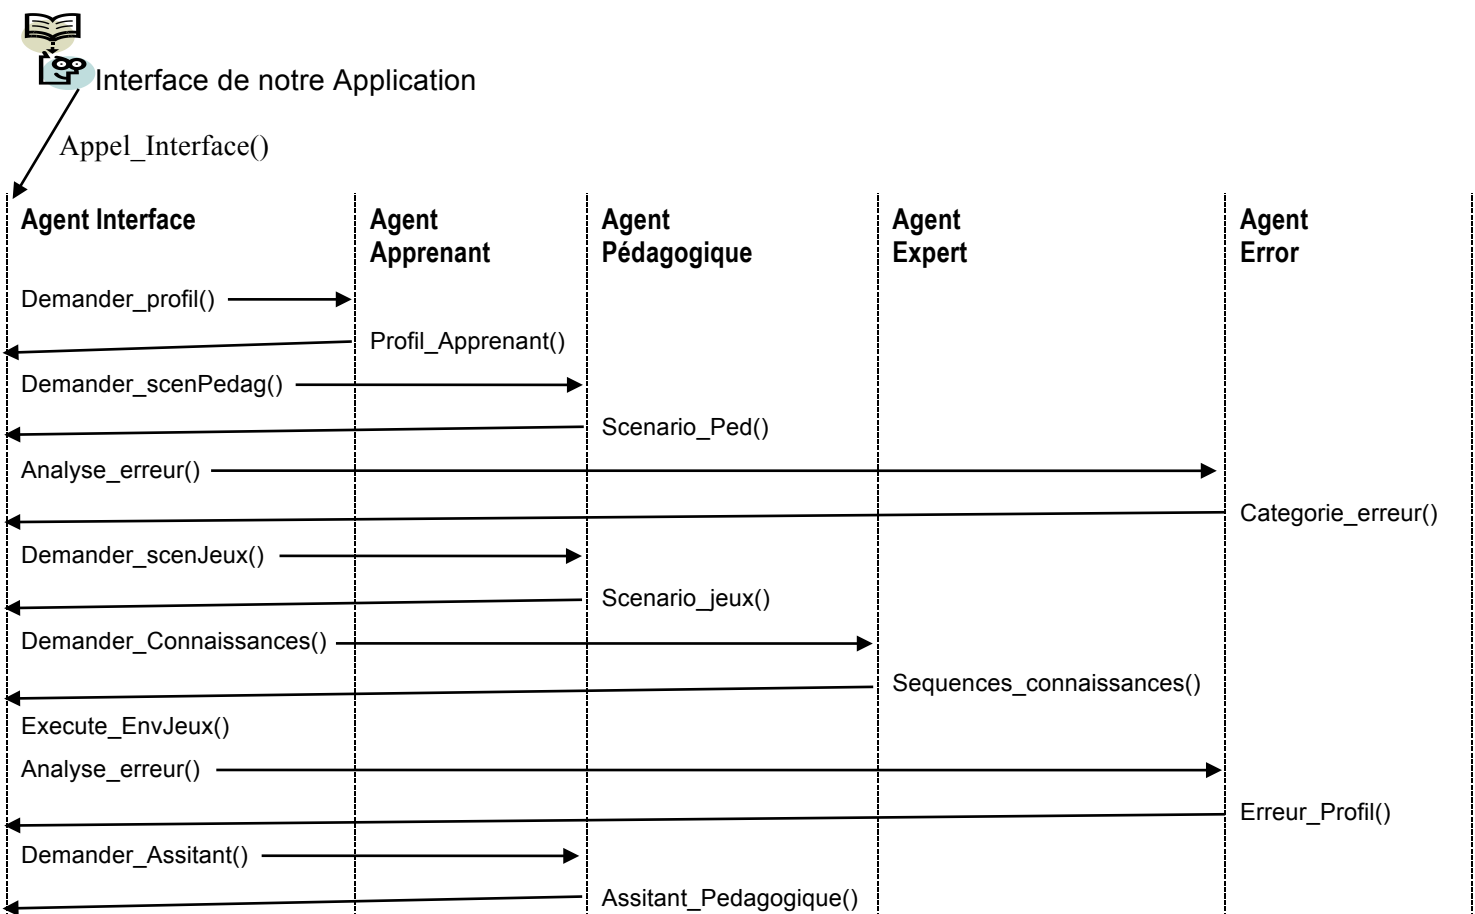 Interface de notre Application
Appel_Interface()
Agent Interface
Agent
Apprenant
Agent
Pédagogique
Agent
Expert
Agent
Error
Demander_profil()
Profil_Apprenant()
Demander_scenPedag()
Scenario_Ped()
Analyse_erreur()
Categorie_erreur()
Demander_scenJeux()
Scenario_jeux()
Demander_Connaissances()
Sequences_connaissances()
Execute_EnvJeux()
Analyse_erreur()
Erreur_Profil()
Demander_Assitant()
Assitant_Pedagogique()